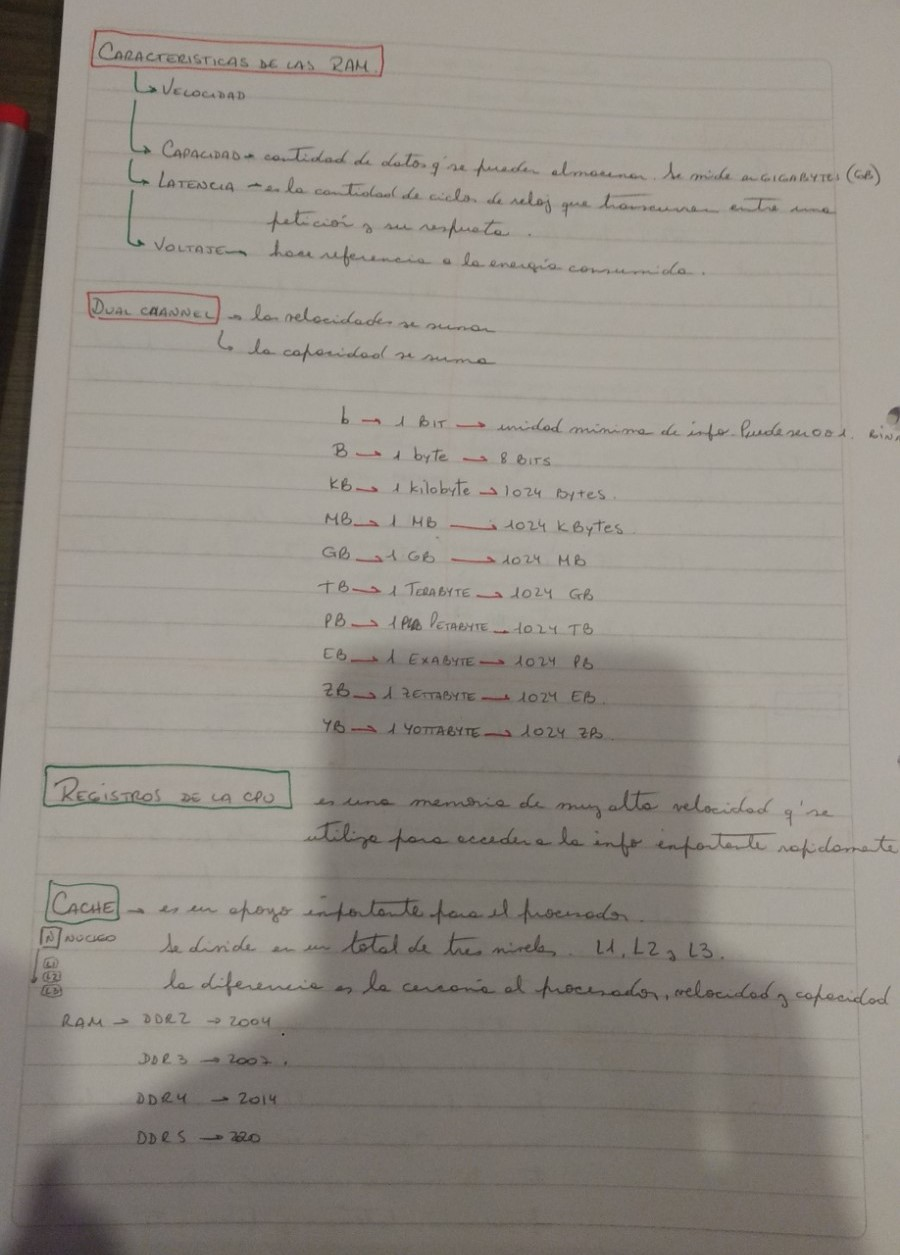 CARACTERISTICAS DE LAS RAM.
↳ VELOCIDAD
↳ CAPACIDAD → cantidad de datos q' se pueden almacenar. Se mide en GIGABYTES (GB)
↳ LATENCIA → es la cantidad de ciclos de reloj que transcurren entre una
petición y su respuesta.
↳ VOLTAJE → hace referencia a la energía consumida.
DUAL CHANNEL → las velocidades se suman
↳ la capacidad se suma
b → 1 BIT → unidad mínima de info. Puede ser 0 o 1.
B → 1 byte → 8 BITS
KB → 1 kilobyte → 1024 Bytes.
MB → 1 MB → 1024 KBytes.
GB → 1 GB → 1024 MB
TB → 1 TERABYTE → 1024 GB
PB → 1 PETABYTE → 1024 TB
EB → 1 EXABYTE → 1024 PB
ZB → 1 ZETTABYTE → 1024 EB.
YB → 1 YOTTABYTE → 1024 ZB.
REGISTROS DE LA CPU es una memoria de muy alta velocidad q' se
utiliza para acceder a la info importante rapidamente
CACHE → es un apoyo importante para el procesador.
N NUCLEO Se divide en un total de tres niveles. L1, L2 y L3.
L1
L2
L3
la diferencia es la cercanía al procesador, velocidad y capacidad
RAM → DDR2 → 2004.
DDR3 → 2007.
DDR4 → 2014
DDR5 →